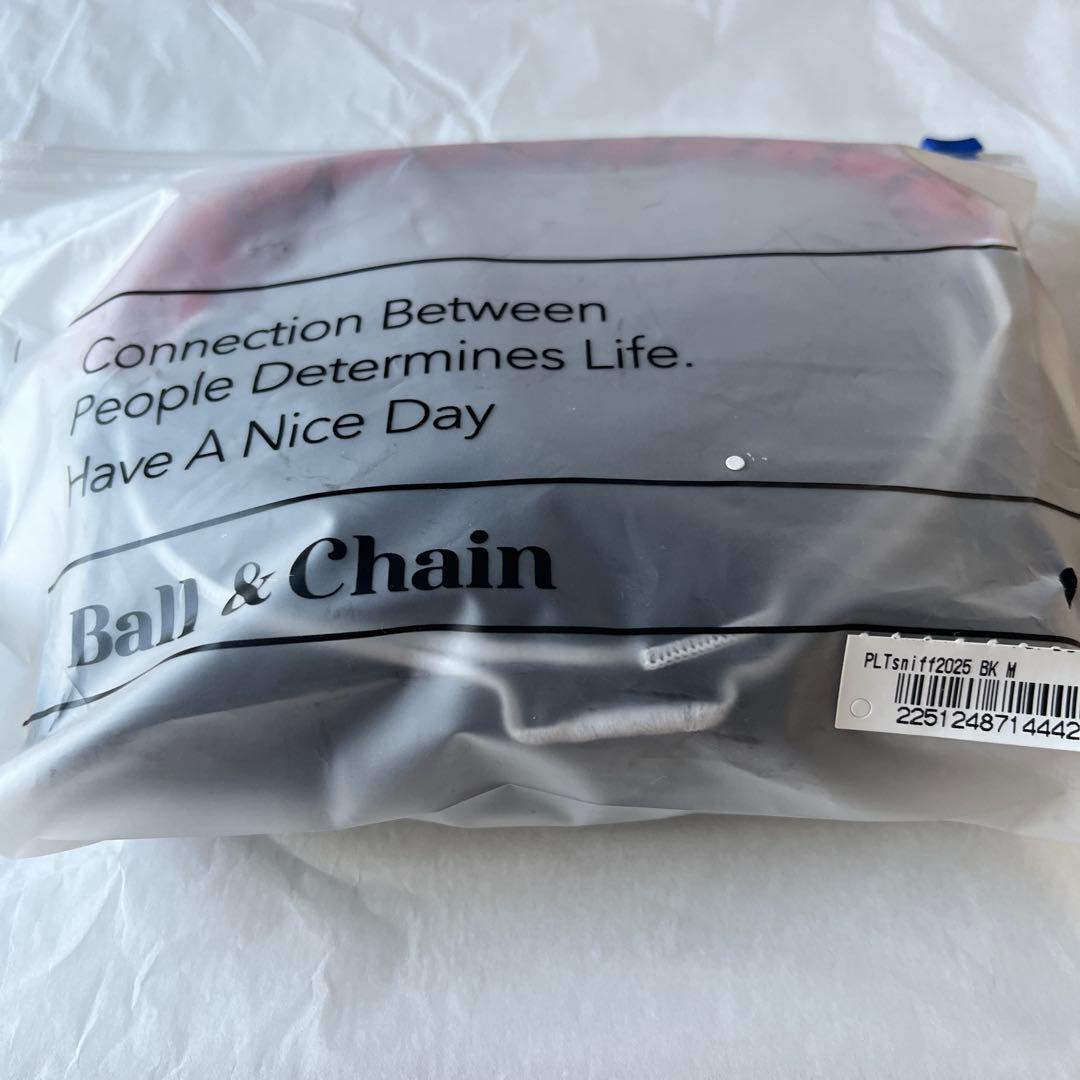 Connection Between
People Determines Life.
Have A Nice Day
Ball & Chain
PLTsniff2025 BK M
2251248714442